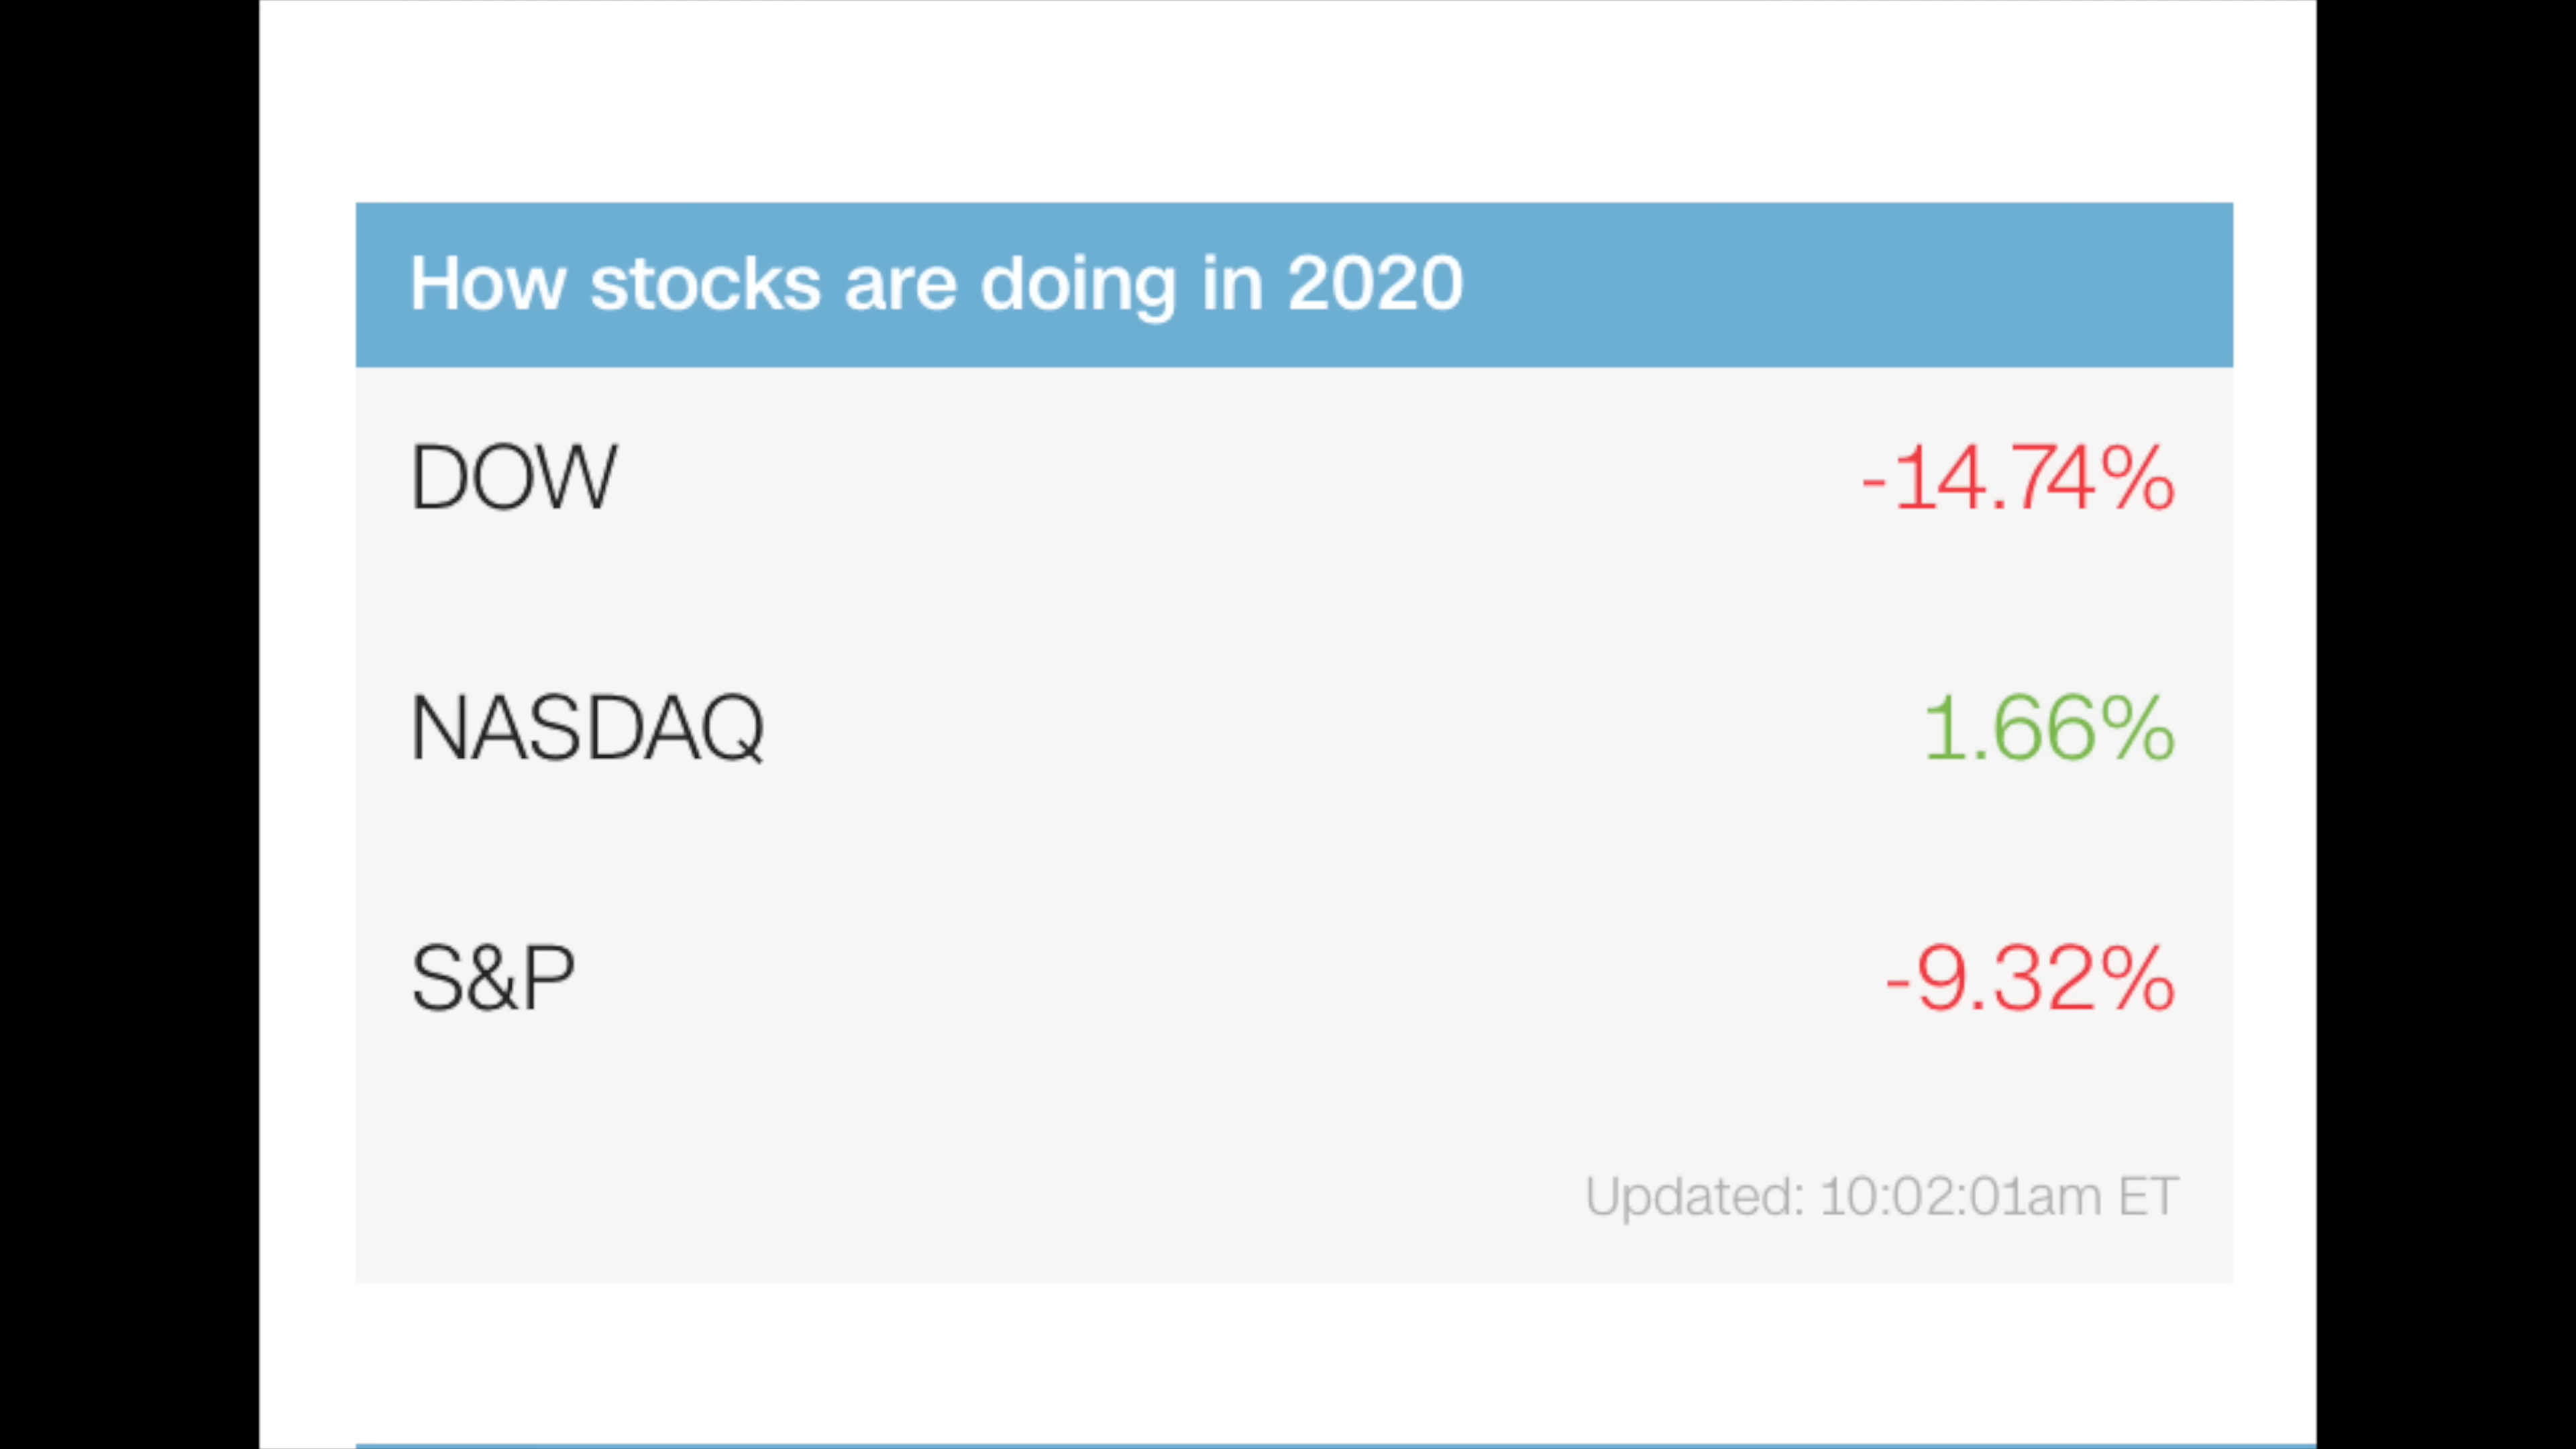 How stocks are doing in 2020
DOW -14.74%
NASDAQ 1.66%
S&P -9.32%
Updated: 10:02:01am ET